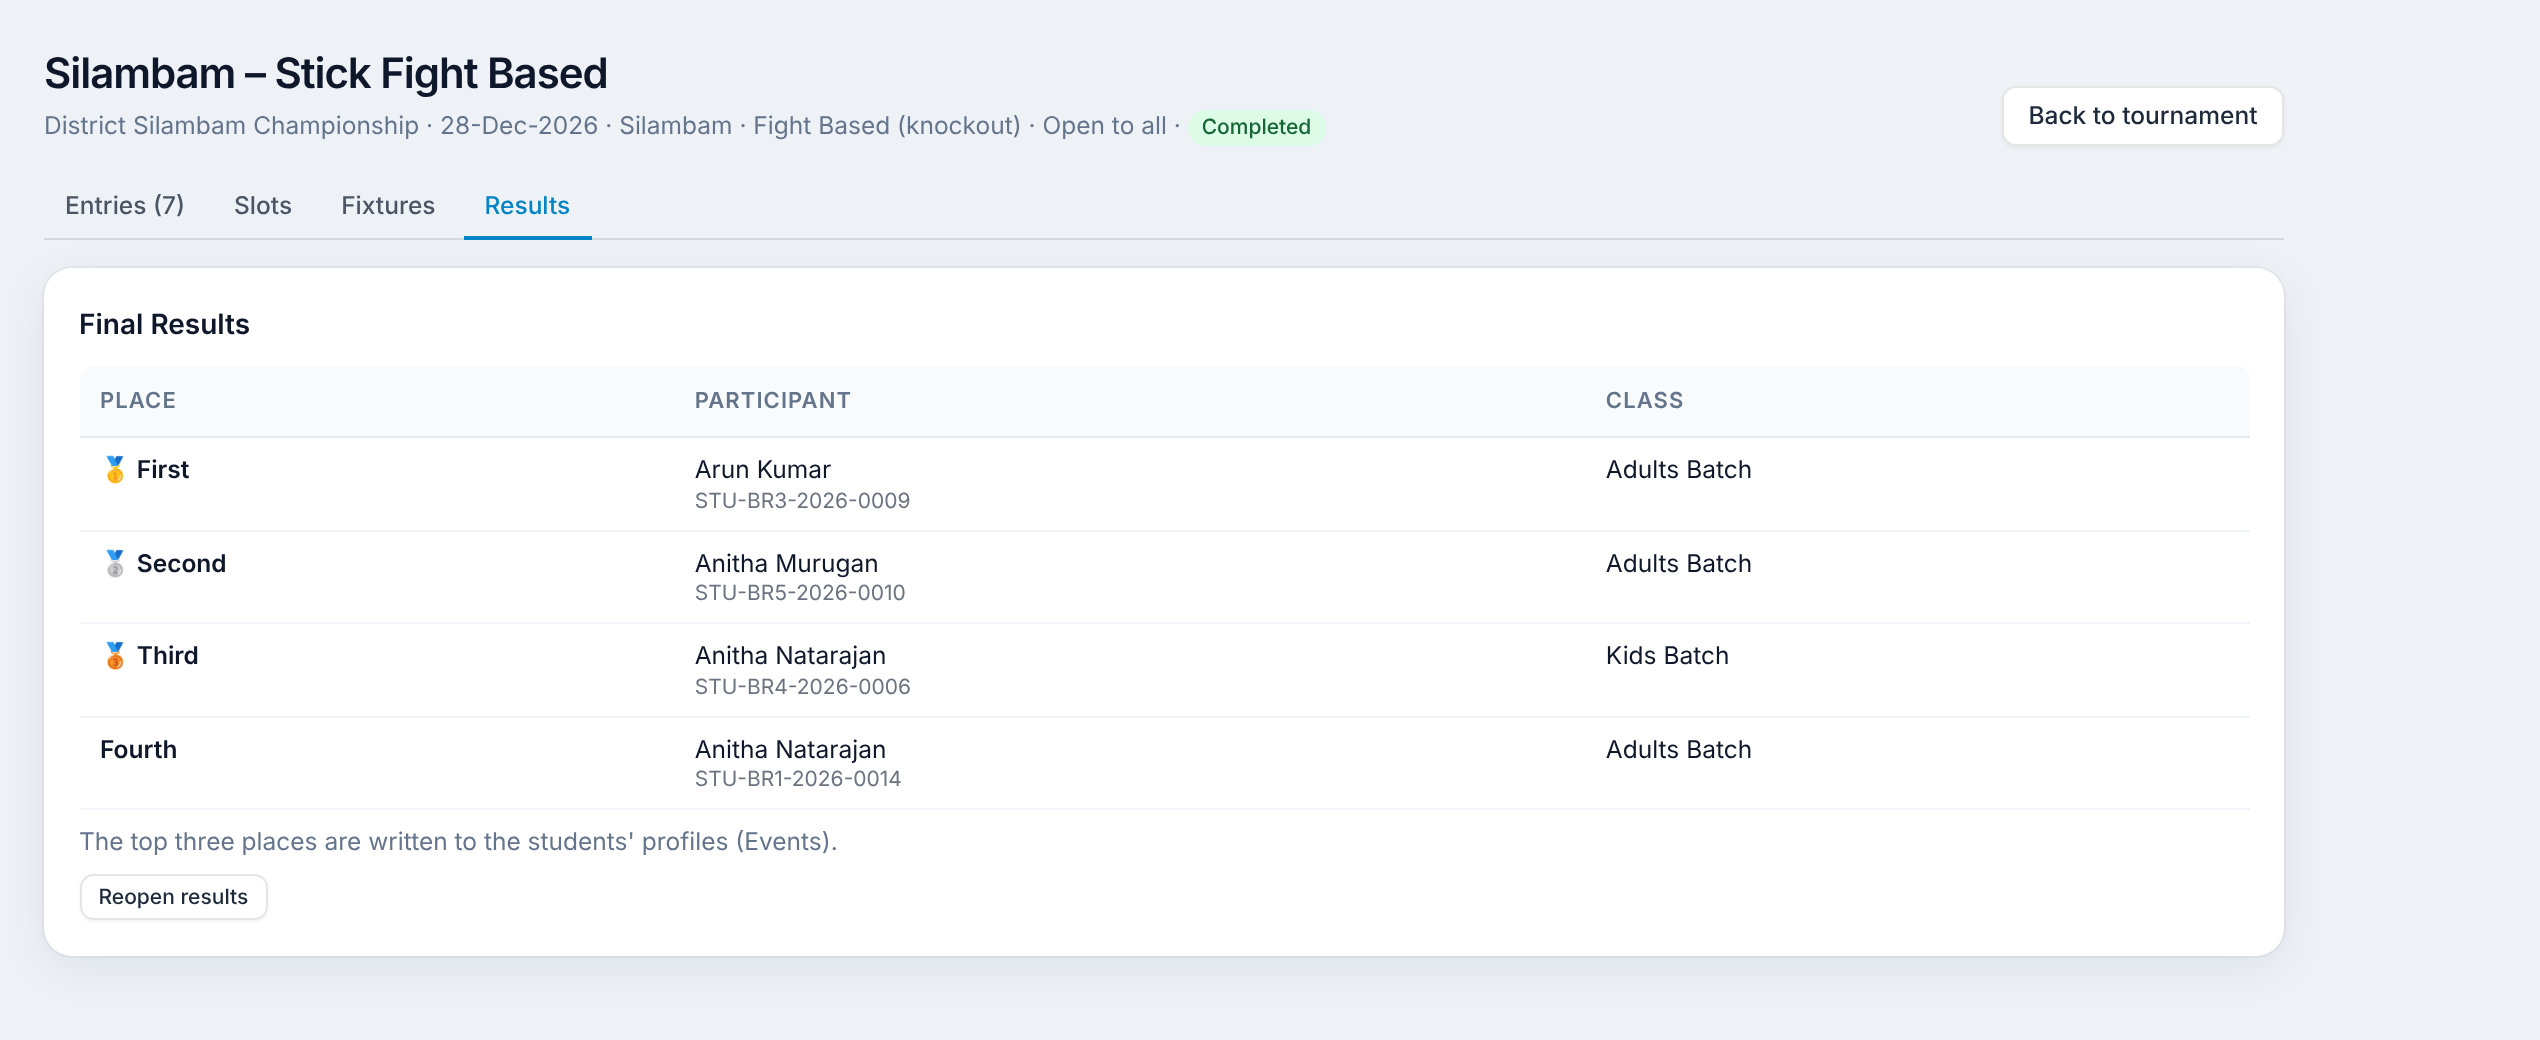 Silambam – Stick Fight Based
District Silambam Championship · 28-Dec-2026 · Silambam · Fight Based (knockout) · Open to all · Completed
Back to tournament
Entries (7) Slots Fixtures Results
Final Results
PLACE PARTICIPANT CLASS
🥇 First Arun Kumar Adults Batch
STU-BR3-2026-0009
🥈 Second Anitha Murugan Adults Batch
STU-BR5-2026-0010
🥉 Third Anitha Natarajan Kids Batch
STU-BR4-2026-0006
Fourth Anitha Natarajan Adults Batch
STU-BR1-2026-0014
The top three places are written to the students' profiles (Events).
Reopen results